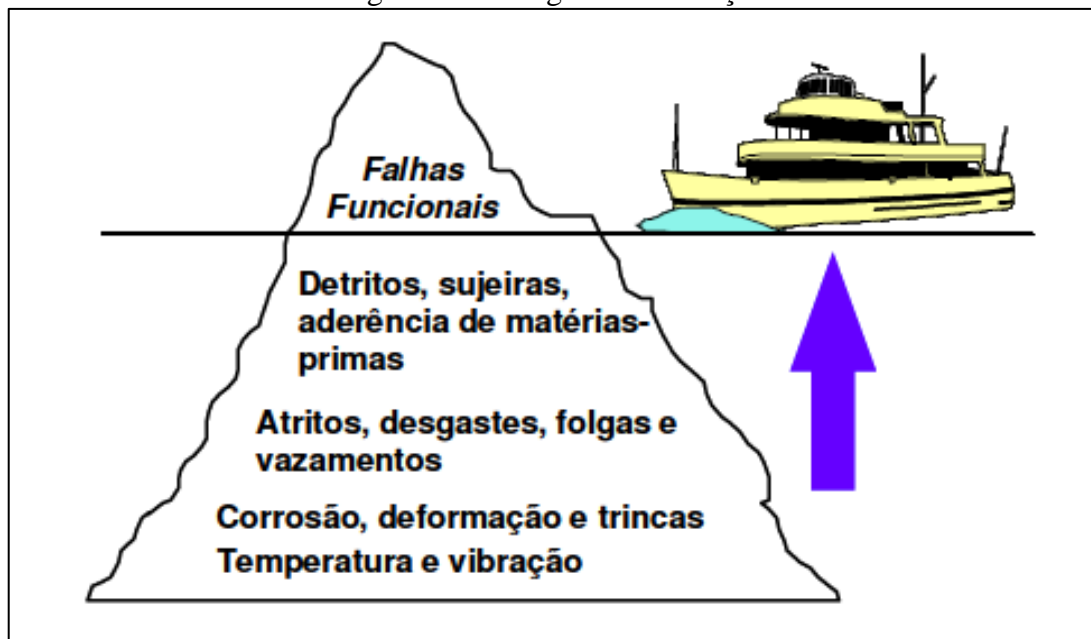 Falhas
Funcionais
Detritos, sujeiras,
aderência de matérias-
primas
Atritos, desgastes, folgas e
vazamentos
Corrosão, deformação e trincas
Temperatura e vibração